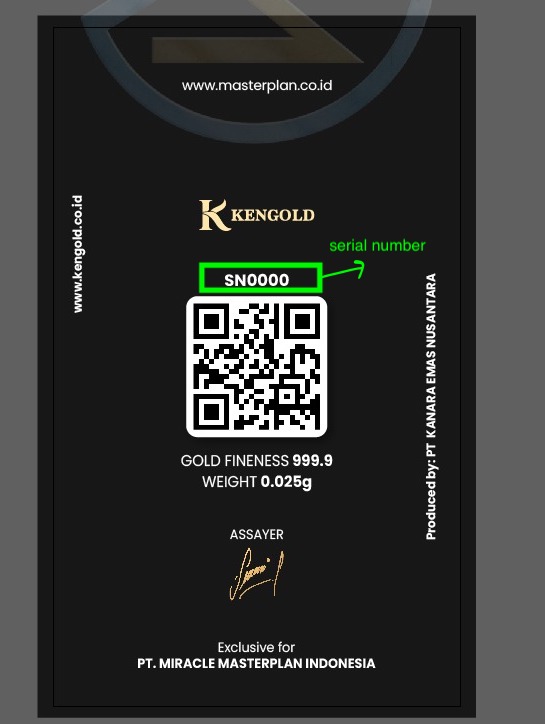 www.masterplan.co.id
www.kengold.co.id
KENGOLD
serial number
SN0000
GOLD FINENESS 999.9
WEIGHT 0.025g
Produced by: PT KANARA EMAS NUSANTARA
ASSAYER
Exclusive for
PT. MIRACLE MASTERPLAN INDONESIA